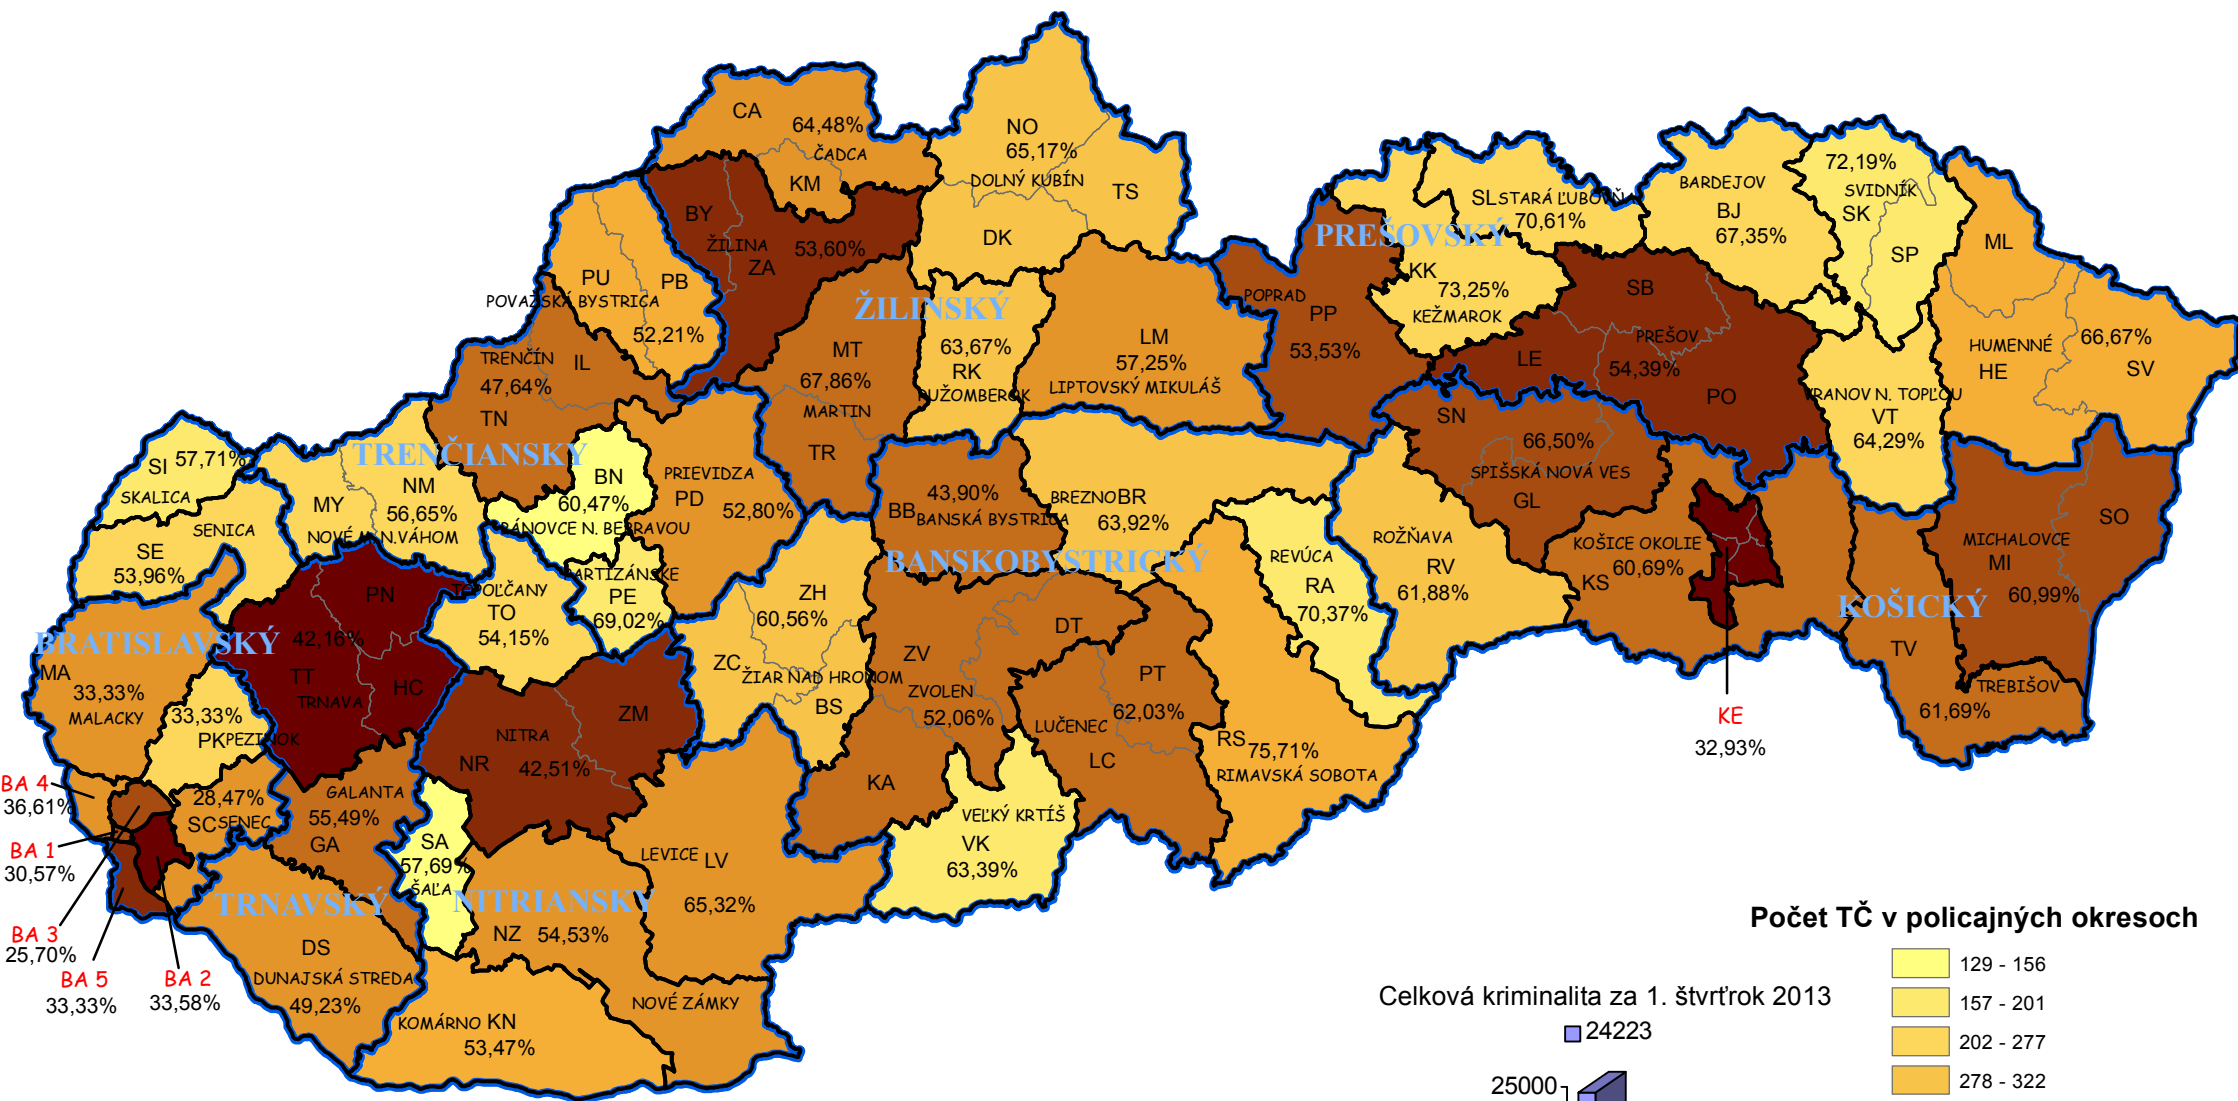 CA
64,48%
ČADCA
KM
NO
65,17%
DOLNÝ KUBÍN
TS
DK
BY
ŽILINA
ZA
53,60%
PU
PB
POVAŽSKÁ BYSTRICA
52,21%
ŽILINSKÝ
MT
67,86%
MARTIN
TR
63,67%
RK
RUŽOMBEROK
LM
57,25%
LIPTOVSKÝ MIKULÁŠ
POPRAD
PP
53,53%
PREŠOVSKÝ
SL STARÁ ĽUBOVŇA
70,61%
KK
73,25%
KEŽMAROK
BARDEJOV
BJ
67,35%
72,19%
SVIDNÍK
SK
SP
ML
HUMENNÉ
HE
66,67%
SV
SB
LE
PREŠOV
54,39%
PO
VRANOV N. TOPĽOU
VT
64,29%
TRENČÍN
IL
47,64%
TN
TRENČIANSKY
SI
57,71%
SKALICA
SENICA
SE
53,96%
MY
NM
56,65%
NOVÉ M. N.VÁHOM
BN
60,47%
BÁNOVCE N. BEBRAVOU
PRIEVIDZA
PD
52,80%
PARTIZÁNSKE
PE
69,02%
TOPOĽČANY
TO
54,15%
BB
43,90%
BANSKÁ BYSTRICA
BANSKOBYSTRICKÝ
BREZNO BR
63,92%
REVÚCA
RA
70,37%
ROŽŇAVA
RV
61,88%
SN
66,50%
SPIŠSKÁ NOVÁ VES
GL
KOŠICE OKOLIE
KS
60,69%
KOŠICKÝ
MICHALOVCE
MI
60,99%
SO
TV
TREBIŠOV
61,69%
KE
32,93%
BRATISLAVSKÝ
MA
33,33%
MALACKY
33,33%
PK PEZINOK
PN
42,16%
TT
TRNAVA
HC
ZH
60,56%
ZC
ŽIAR NAD HRONOM
BS
ZV
ZVOLEN
52,06%
DT
KA
PT
62,03%
LUČENEC
LC
RS
75,71%
RIMAVSKÁ SOBOTA
VEĽKÝ KRTÍŠ
VK
63,39%
NITRA
NR
42,51%
ZM
28,47%
SC SENEC
GALANTA
55,49%
GA
SA
57,69%
ŠAĽA
LEVICE LV
65,32%
TRNAVSKÝ
NITRIANSKY
NZ 54,53%
NOVÉ ZÁMKY
DS
DUNAJSKÁ STREDA
49,23%
KOMÁRNO KN
53,47%
BA 4
36,61%
BA 1
30,57%
BA 3
25,70%
BA 5
33,33%
BA 2
33,58%
Počet TČ v policajných okresoch
129 - 156
157 - 201
202 - 277
278 - 322
Celková kriminalita za 1. štvrťrok 2013
24223
25000